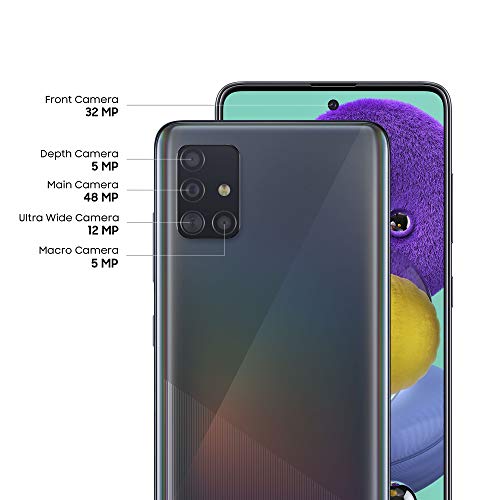 Front Camera
32 MP
Depth Camera
5 MP
Main Camera
48 MP
Ultra Wide Camera
12 MP
Macro Camera
5 MP